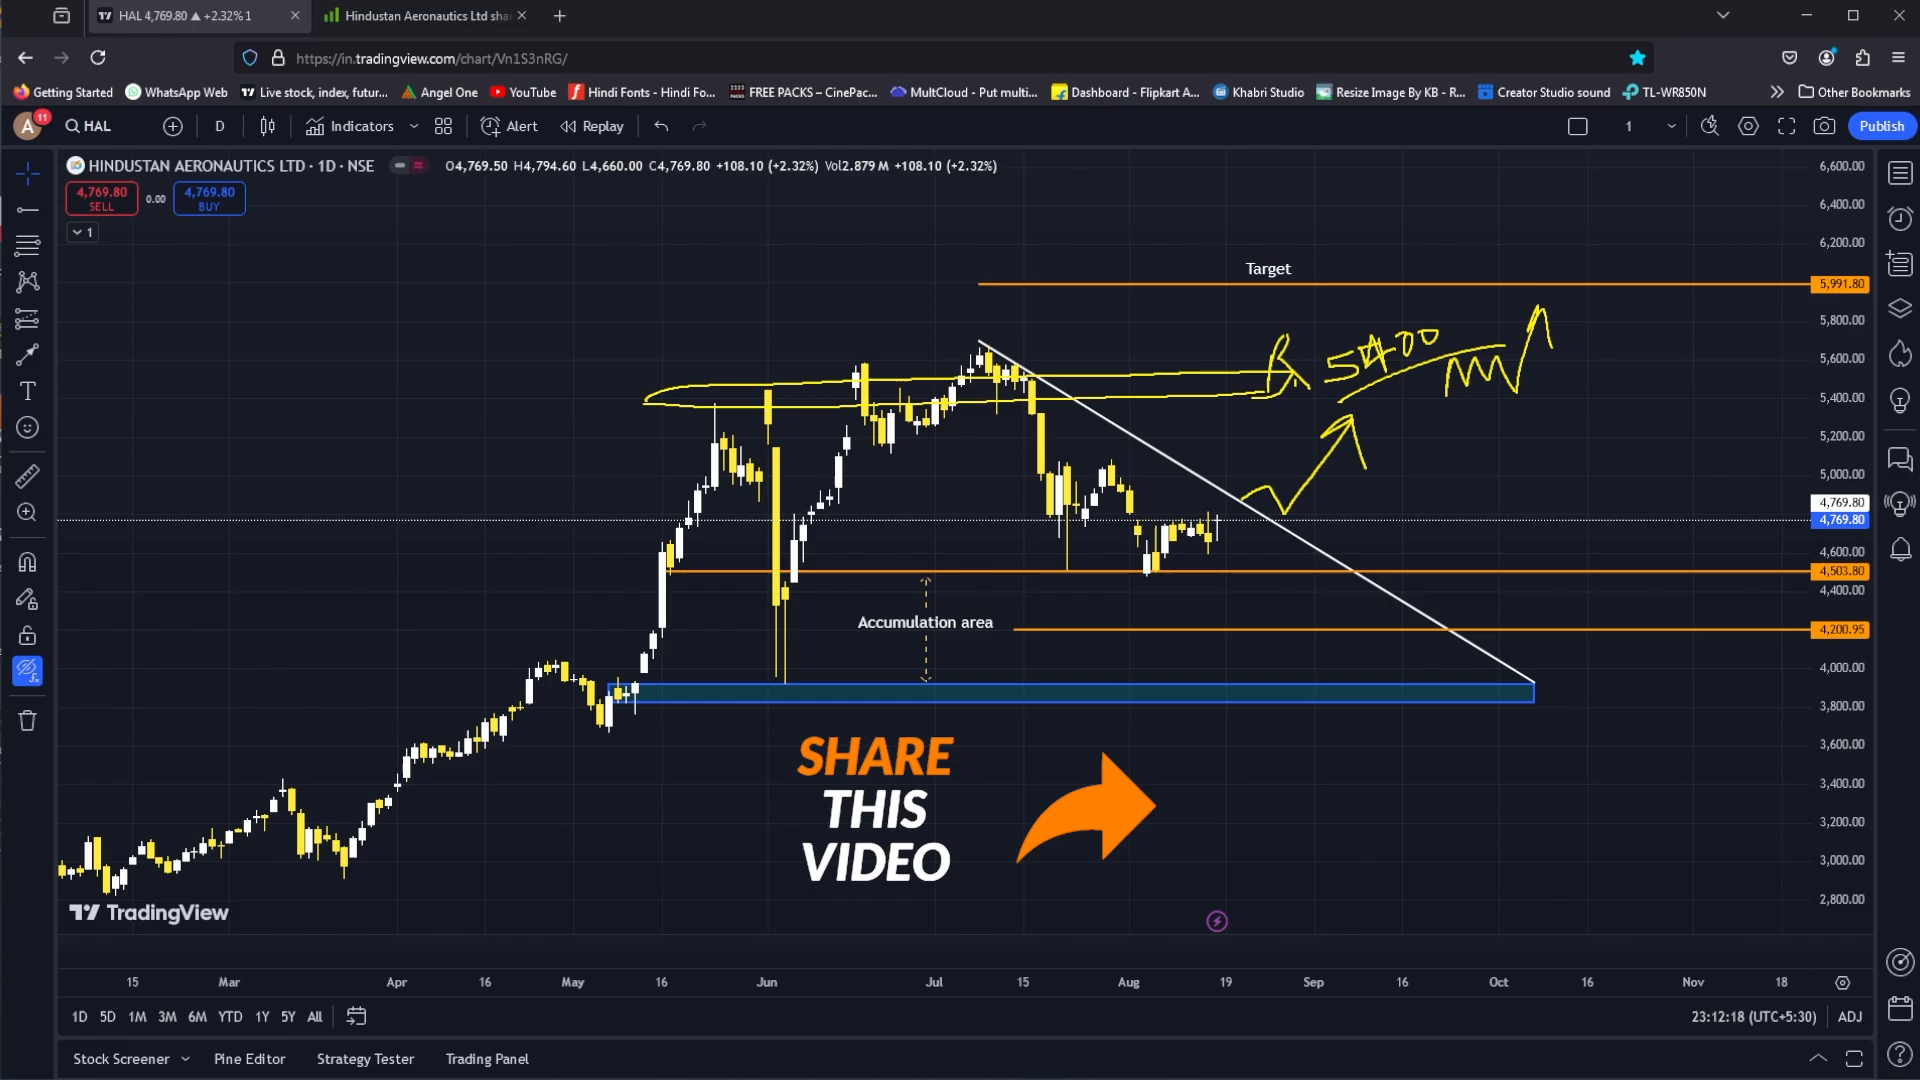 HAL 4,769.80 ▲ +2.32% 1
Hindustan Aeronautics Ltd sha
https://in.tradingview.com/chart/Vn1S3nRG/
Getting Started WhatsApp Web Live stock, index, futur... Angel One YouTube Hindi Fonts - Hindi Fo... FREE PACKS – CinePac... MultCloud - Put multi... Dashboard - Flipkart A... Khabri Studio Resize Image By KB - R... Creator Studio sound TL-WR850N Other Bookmarks
A 11 HAL D Indicators Alert Replay 1 Publish
HINDUSTAN AERONAUTICS LTD · 1D · NSE O4,769.50 H4,794.60 L4,660.00 C4,769.80 +108.10 (+2.32%) Vol2.879 M +108.10 (+2.32%)
4,769.80 SELL 0.00 4,769.80 BUY
1
6,600.00
6,400.00
6,200.00
Target
5,991.80
5,800.00
5400
5,600.00
5,400.00
5,200.00
5,000.00
4,769.80
4,769.80
4,600.00
4,503.80
4,400.00
Accumulation area
4,200.95
4,000.00
3,800.00
3,600.00
3,400.00
3,200.00
3,000.00
2,800.00
SHARE
THIS
VIDEO
TradingView
15 Mar Apr 16 May 16 Jun Jul 15 Aug 19 Sep 16 Oct 16 Nov 18
1D 5D 1M 3M 6M YTD 1Y 5Y All 23:12:18 (UTC+5:30) ADJ
Stock Screener Pine Editor Strategy Tester Trading Panel